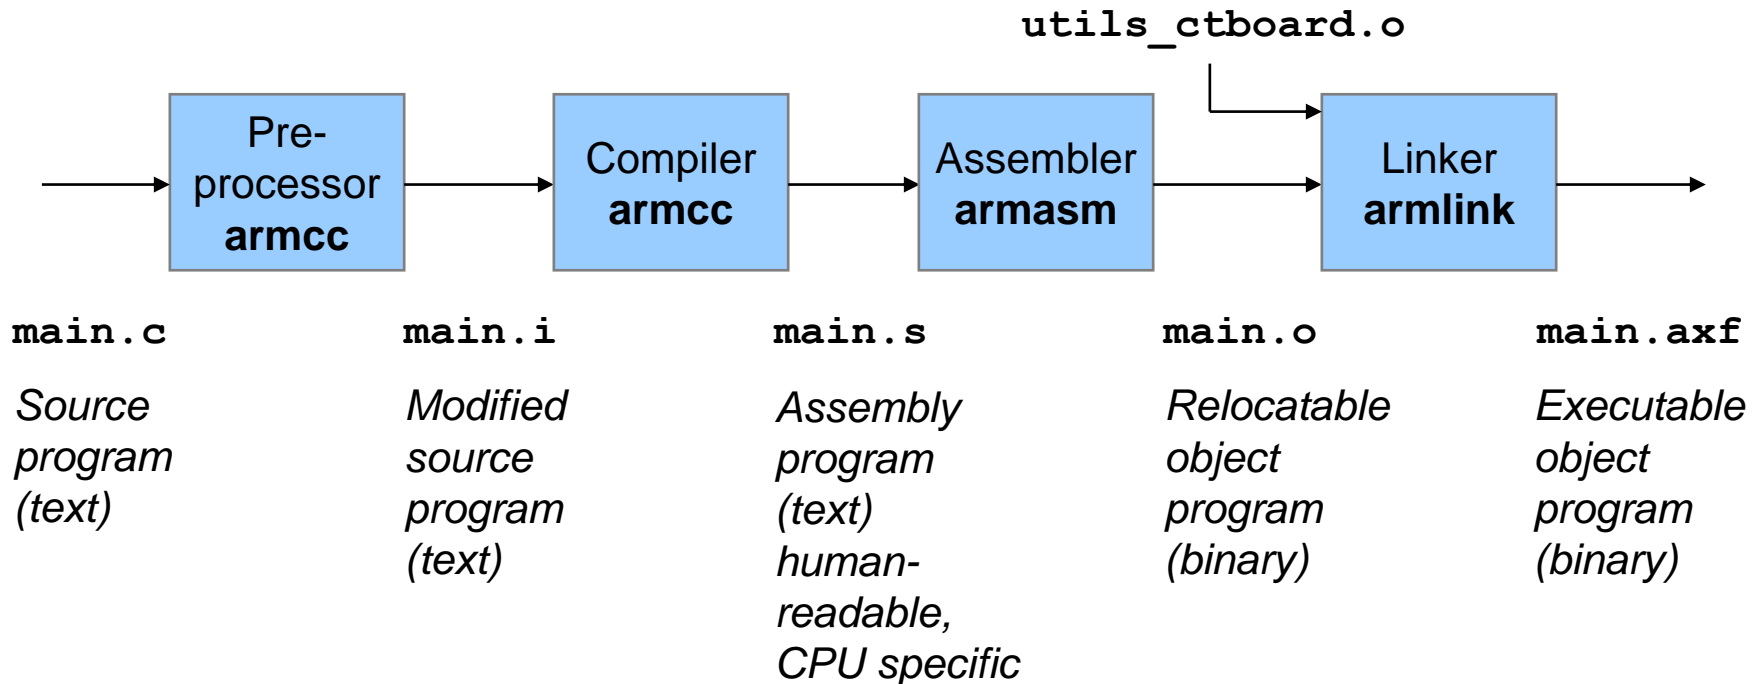 utils_ctboard.o
Pre-
processor
armcc
Compiler
armcc
Assembler
armasm
Linker
armlink
main.c
Source
program
(text)
main.i
Modified
source
program
(text)
main.s
Assembly
program
(text)
human-
readable,
CPU specific
main.o
Relocatable
object
program
(binary)
main.axf
Executable
object
program
(binary)